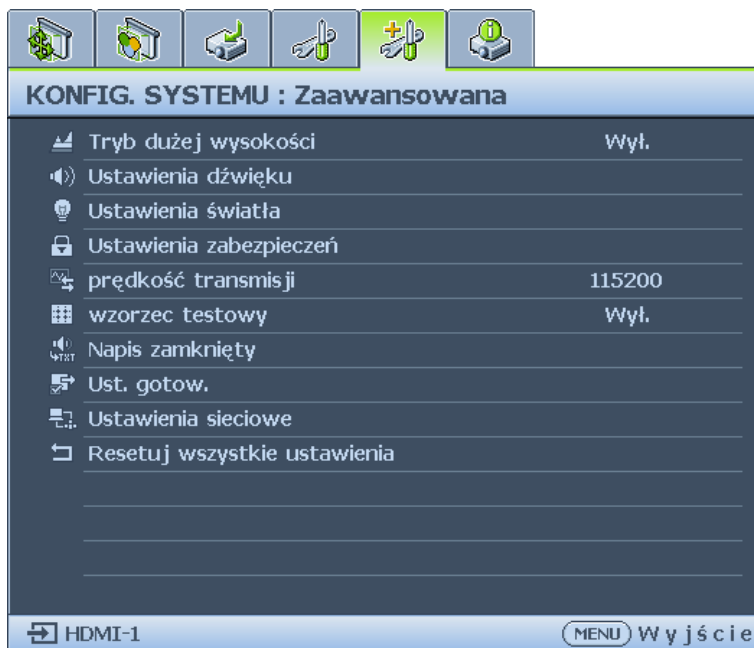 KONFIG. SYSTEMU : Zaawansowana
Tryb dużej wysokości Wył.
Ustawienia dźwięku
Ustawienia światła
Ustawienia zabezpieczeń
prędkość transmisji 115200
wzorzec testowy Wył.
Napis zamknięty
Ust. gotow.
Ustawienia sieciowe
Resetuj wszystkie ustawienia
HDMI-1 MENU Wyjście